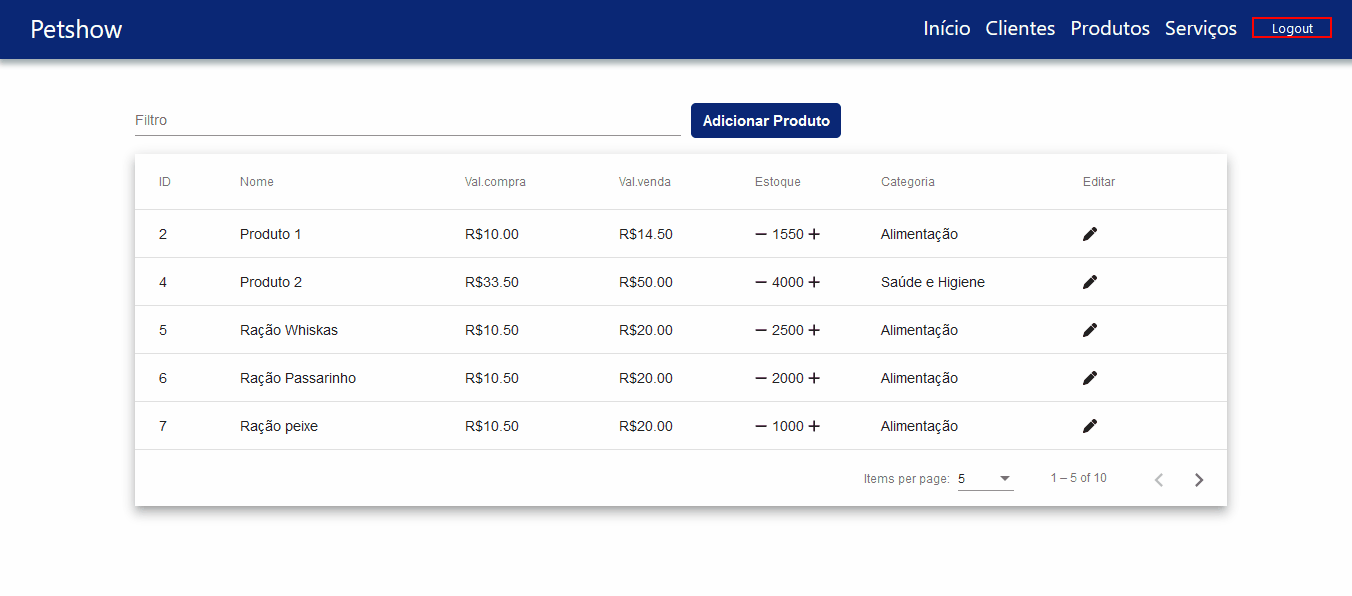 Petshow Início Clientes Produtos Serviços Logout
Filtro Adicionar Produto
ID Nome Val.compra Val.venda Estoque Categoria Editar
2 Produto 1 R$10.00 R$14.50 1550 Alimentação
4 Produto 2 R$33.50 R$50.00 4000 Saúde e Higiene
5 Ração Whiskas R$10.50 R$20.00 2500 Alimentação
6 Ração Passarinho R$10.50 R$20.00 2000 Alimentação
7 Ração peixe R$10.50 R$20.00 1000 Alimentação
Items per page: 5 1 – 5 of 10